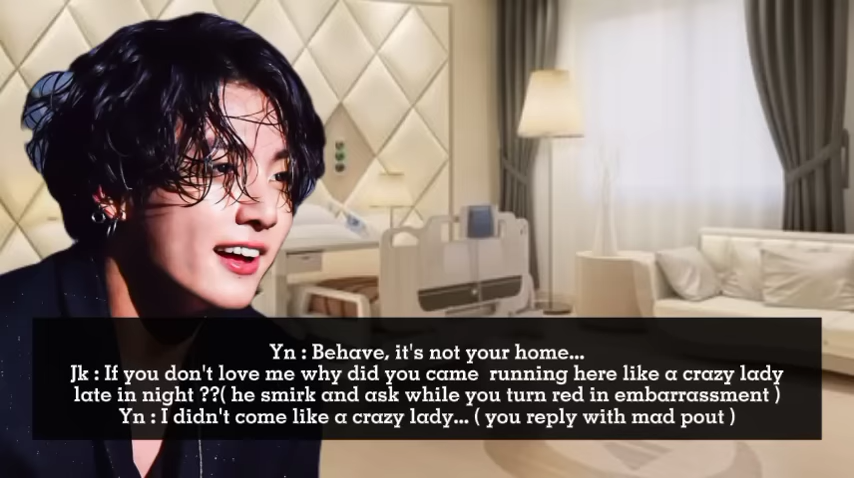 Yn : Behave, it's not your home...
Jk : If you don't love me why did you came running here like a crazy lady
late in night ??( he smirk and ask while you turn red in embarrassment )
Yn : I didn't come like a crazy lady... ( you reply with mad pout )